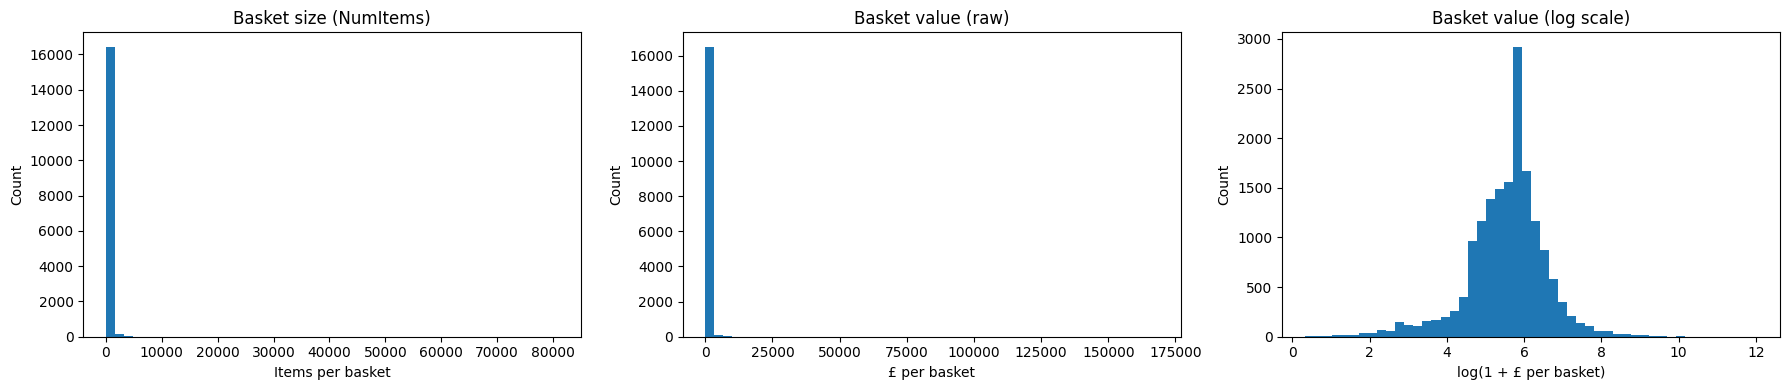 Basket size (NumItems)
Count
16000
14000
12000
10000
8000
6000
4000
2000
0
0 10000 20000 30000 40000 50000 60000 70000 80000
Items per basket
Basket value (raw)
Count
16000
14000
12000
10000
8000
6000
4000
2000
0
0 25000 50000 75000 100000 125000 150000 175000
£ per basket
Basket value (log scale)
Count
3000
2500
2000
1500
1000
500
0
0 2 4 6 8 10 12
log(1 + £ per basket)